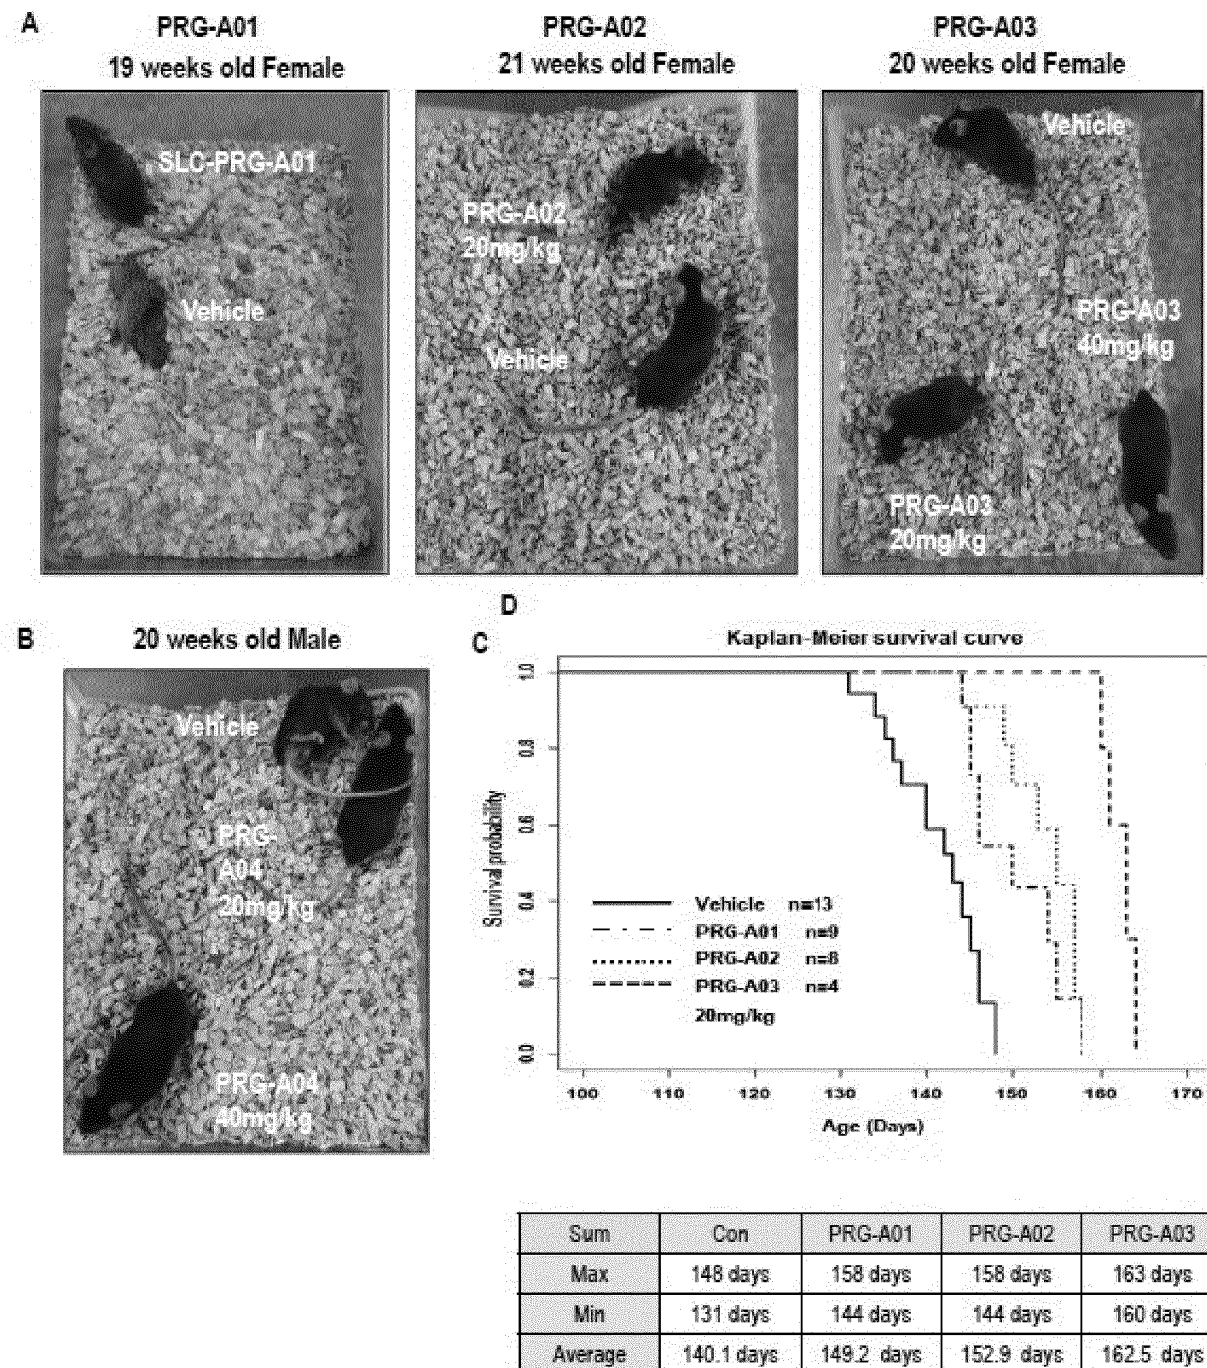 A
PRG-A01
19 weeks old Female
PRG-A02
21 weeks old Female
PRG-A03
20 weeks old Female
SLC-PRG-A01
Vehicle
PRG-A02
20mg/kg
Vehicle
Vehicle
PRG-A03
40mg/kg
PRG-A03
20mg/kg
B
20 weeks old Male
Vehicle
PRG-
A04
20mg/kg
PRG-A04
40mg/kg
D
C
Kaplan-Meier survival curve
Survival probability
1.0
0.8
0.6
0.4
0.2
0.0
Vehicle n=13
PRG-A01 n=9
PRG-A02 n=8
PRG-A03 n=4
20mg/kg
100 110 120 130 140 150 160 170
Age (Days)
Sum Con PRG-A01 PRG-A02 PRG-A03
Max 148 days 158 days 158 days 163 days
Min 131 days 144 days 144 days 160 days
Average 140.1 days 149.2 days 152.9 days 162.5 days